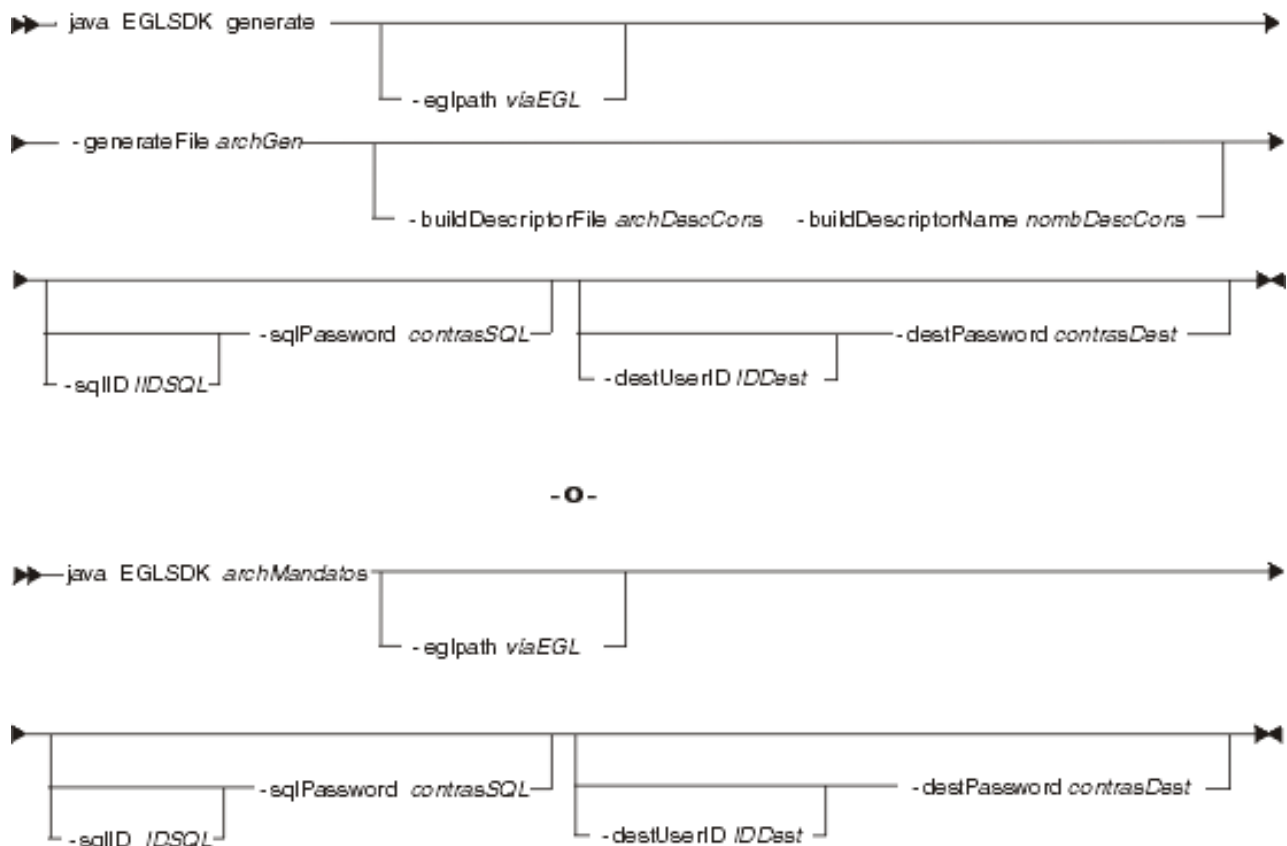 java EGLSDK generate
-eglpath víaEGL
-generateFile archGen
-buildDescriptorFile archDescCons -buildDescriptorName nombDescCons
-sqlPassword contrasSQL -destPassword contrasDest
-sqlID IIDSQL -destUserID IDDest
-o-
java EGLSDK archMandatos
-eglpath víaEGL
-sqlPassword contrasSQL -destPassword contrasDest
-sqlID IDSQL -destUserID IDDest